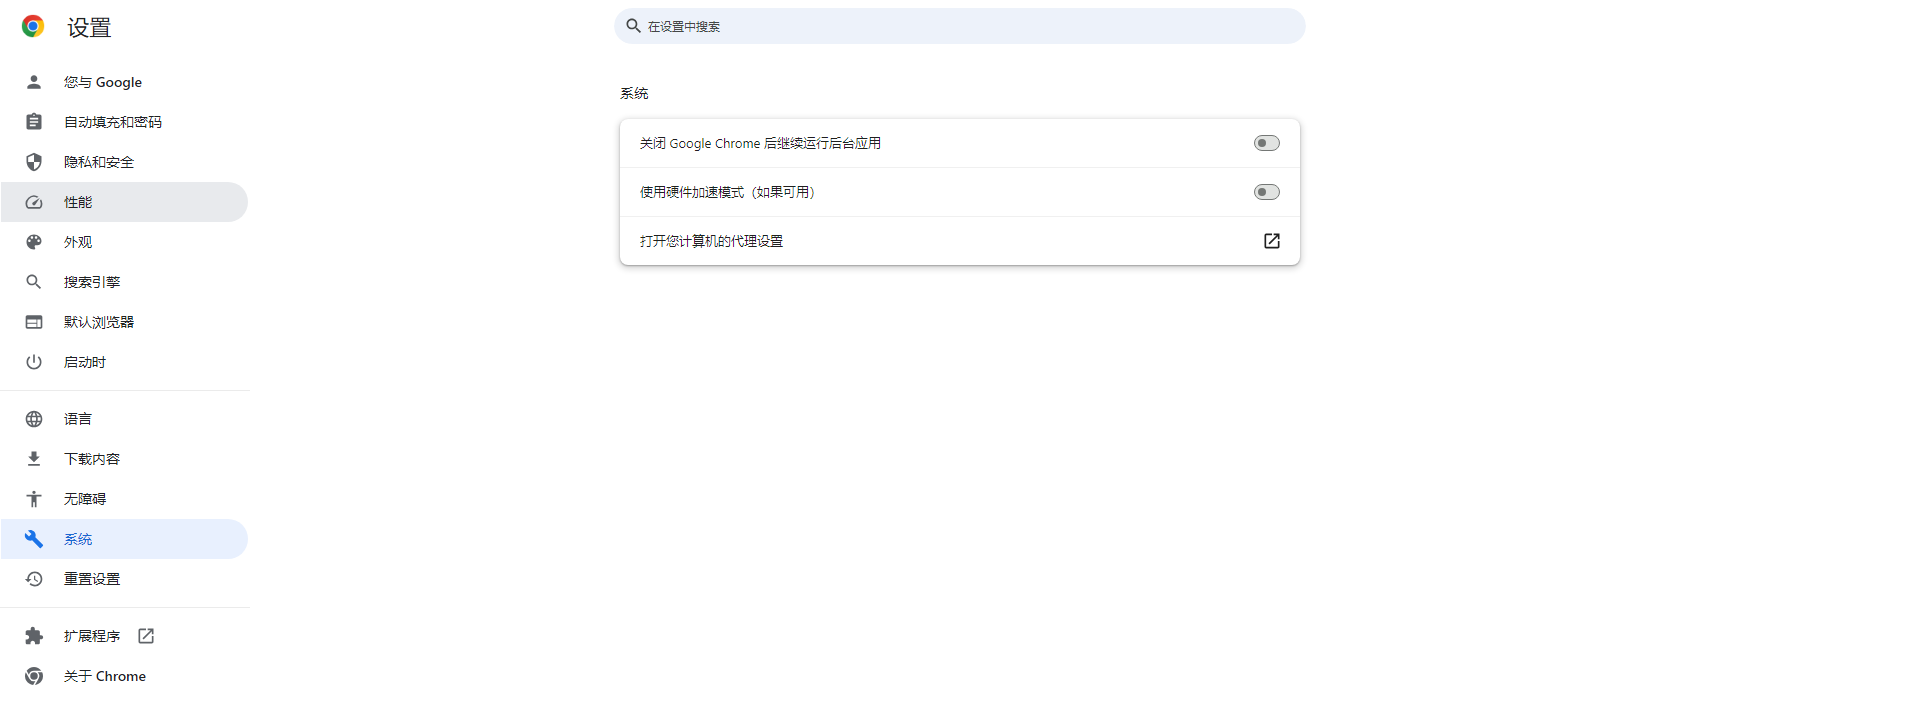 设置
在设置中搜索
您与 Google
自动填充和密码
隐私和安全
性能
外观
搜索引擎
默认浏览器
启动时
语言
下载内容
无障碍
系统
重置设置
扩展程序
关于 Chrome
系统
关闭 Google Chrome 后继续运行后台应用
使用硬件加速模式（如果可用）
打开您计算机的代理设置